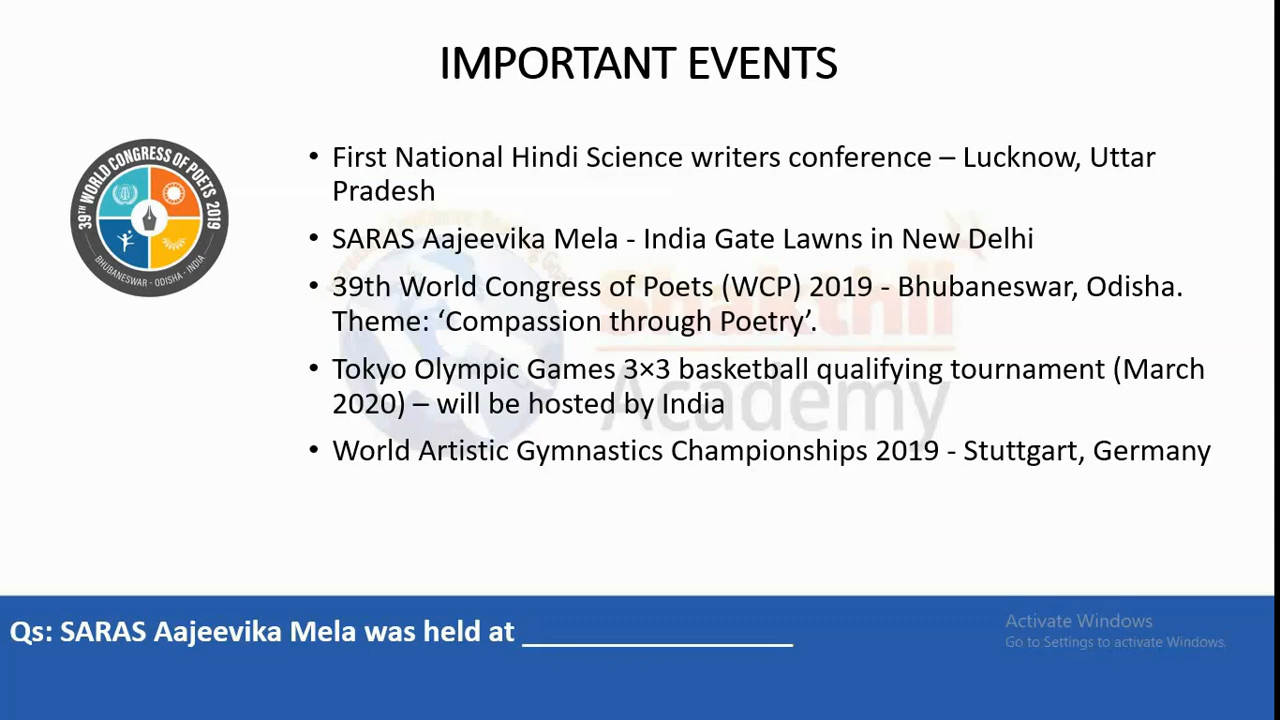 IMPORTANT EVENTS
39TH WORLD CONGRESS OF POETS 2019
BHUBANESWAR - ODISHA - INDIA
• First National Hindi Science writers conference – Lucknow, Uttar
Pradesh
• SARAS Aajeevika Mela - India Gate Lawns in New Delhi
• 39th World Congress of Poets (WCP) 2019 - Bhubaneswar, Odisha.
Theme: ‘Compassion through Poetry’.
• Tokyo Olympic Games 3×3 basketball qualifying tournament (March
2020) – will be hosted by India
• World Artistic Gymnastics Championships 2019 - Stuttgart, Germany
Shakthii
Academy
Qs: SARAS Aajeevika Mela was held at _________________
Activate Windows
Go to Settings to activate Windows.